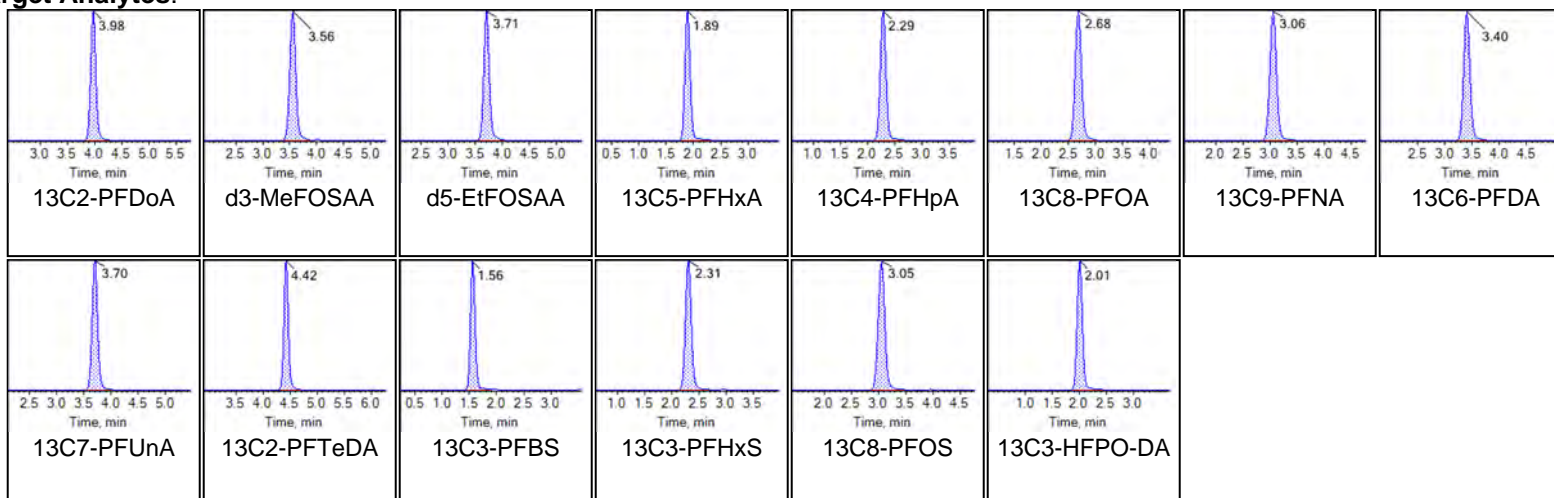 rget Analytes:
3.98 3.56 3.71 1.89 2.29 2.68 3.06 3.40
3.0 3.5 4.0 4.5 5.0 5.5 2.5 3.0 3.5 4.0 4.5 5.0 2.5 3.0 3.5 4.0 4.5 5.0 0.5 1.0 1.5 2.0 2.5 3.0 1.0 1.5 2.0 2.5 3.0 3.5 1.5 2.0 2.5 3.0 3.5 4.0 2.0 2.5 3.0 3.5 4.0 4.5 2.5 3.0 3.5 4.0 4.5
Time, min Time, min Time, min Time, min Time, min Time, min Time, min Time, min
13C2-PFDoA d3-MeFOSAA d5-EtFOSAA 13C5-PFHxA 13C4-PFHpA 13C8-PFOA 13C9-PFNA 13C6-PFDA
3.70 4.42 1.56 2.31 3.05 2.01
2.5 3.0 3.5 4.0 4.5 5.0 3.5 4.0 4.5 5.0 5.5 6.0 0.5 1.0 1.5 2.0 2.5 3.0 1.0 1.5 2.0 2.5 3.0 3.5 2.0 2.5 3.0 3.5 4.0 4.5 1.0 1.5 2.0 2.5 3.0
Time, min Time, min Time, min Time, min Time, min Time, min
13C7-PFUnA 13C2-PFTeDA 13C3-PFBS 13C3-PFHxS 13C8-PFOS 13C3-HFPO-DA